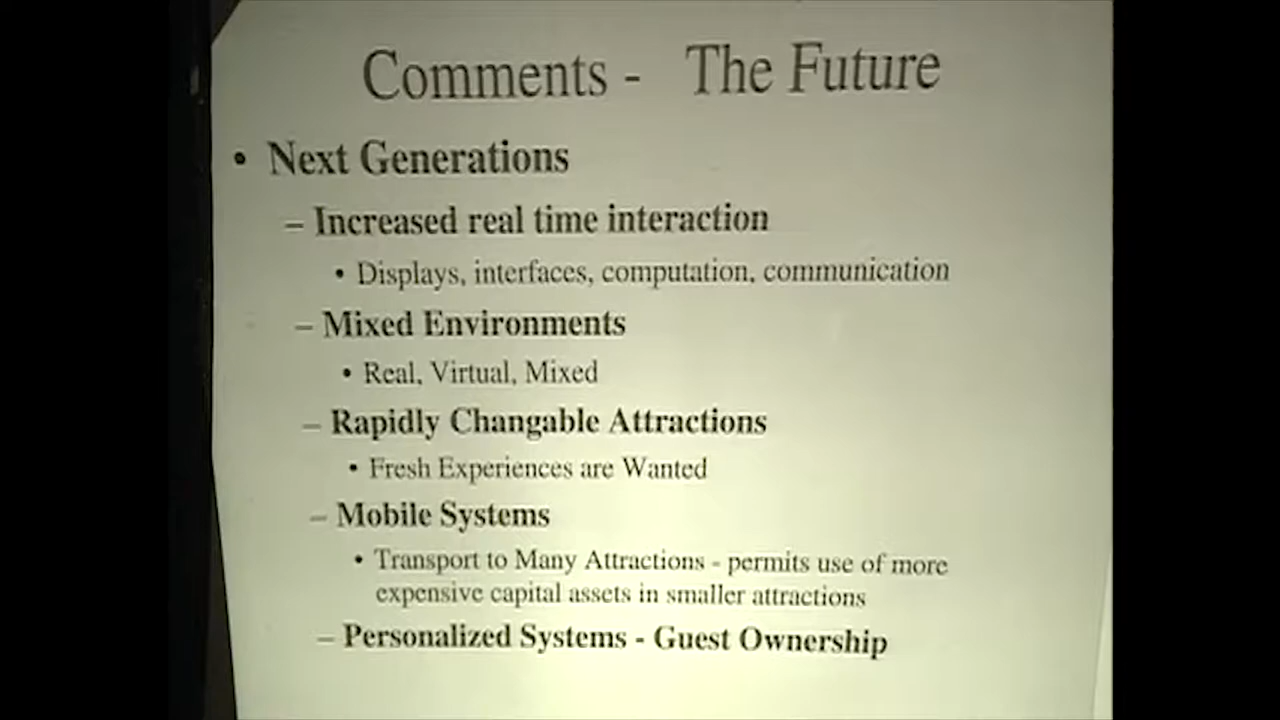 Comments - The Future
• Next Generations
– Increased real time interaction
• Displays, interfaces, computation, communication
– Mixed Environments
• Real, Virtual, Mixed
– Rapidly Changable Attractions
• Fresh Experiences are Wanted
– Mobile Systems
• Transport to Many Attractions - permits use of more
expensive capital assets in smaller attractions
– Personalized Systems - Guest Ownership